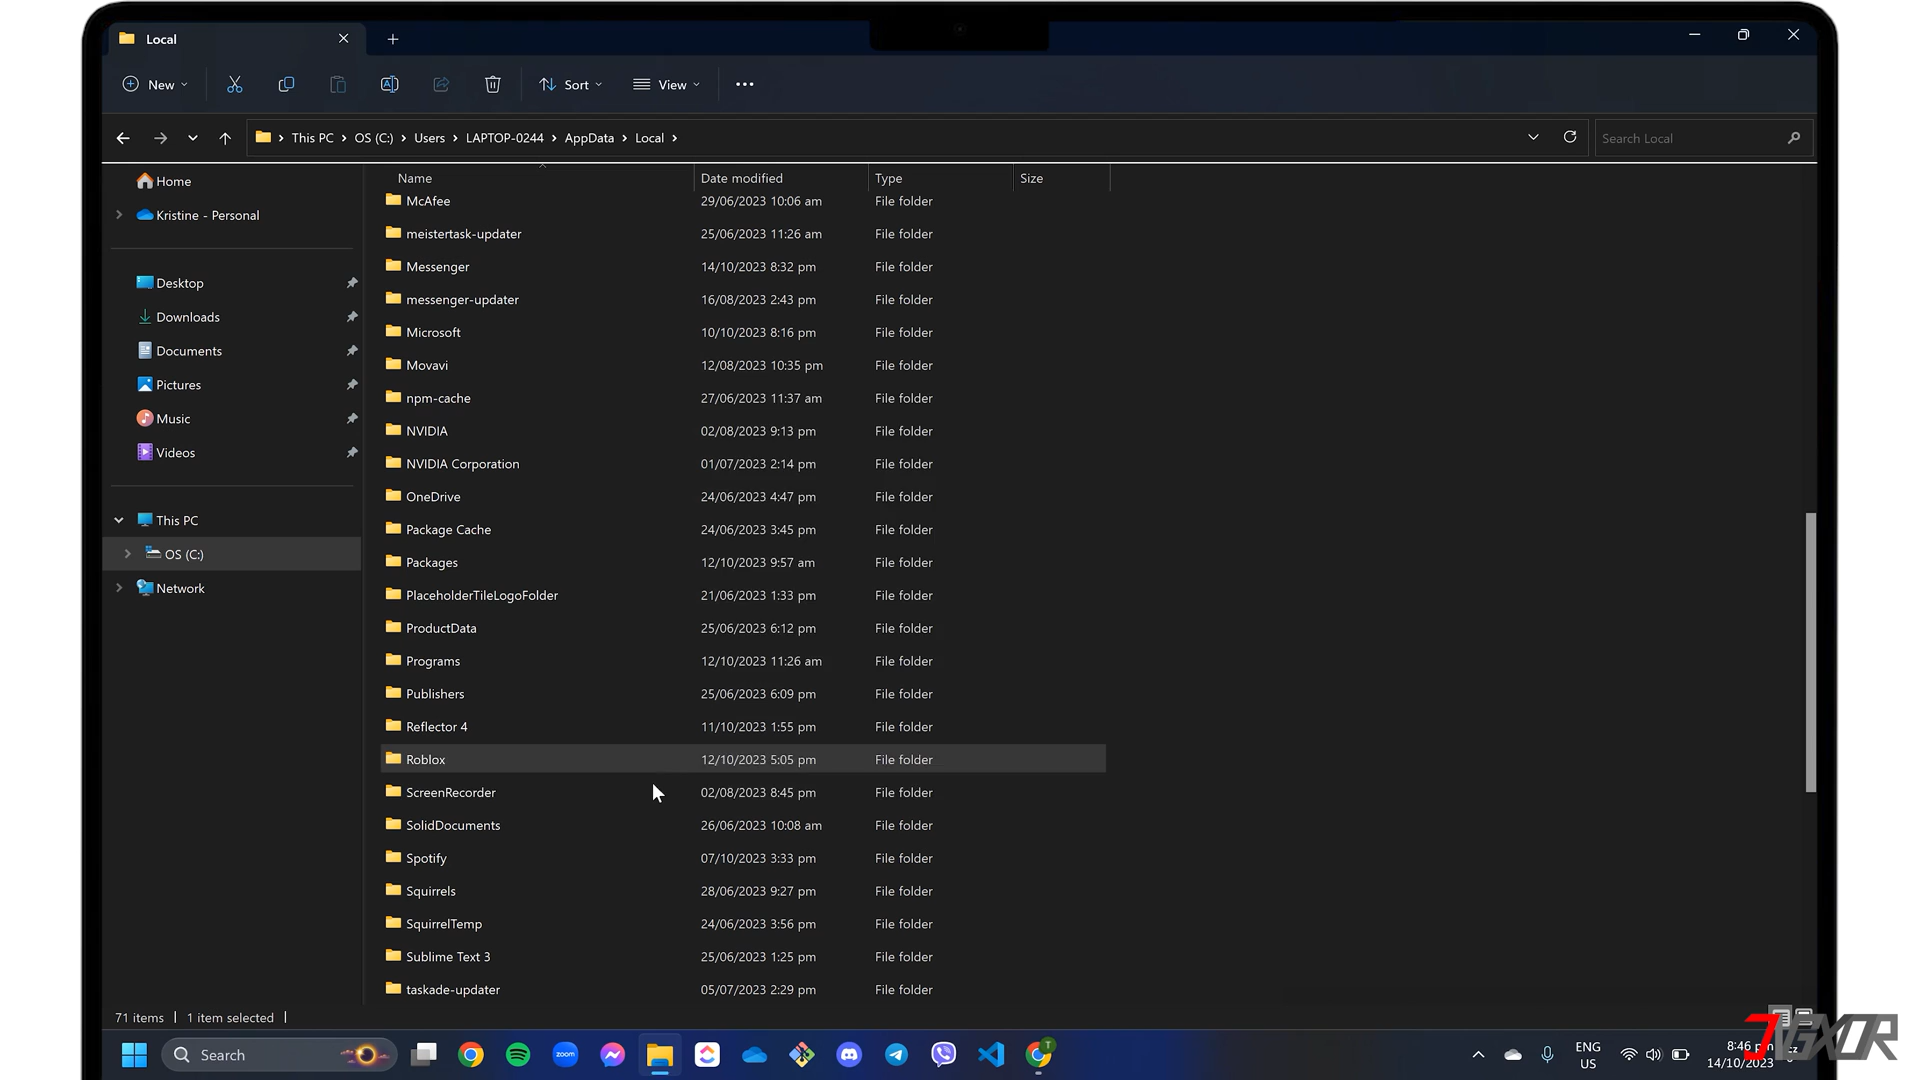 Local
New
Sort
View
This PC
OS (C:)
Users
LAPTOP-0244
AppData
Local
Search Local
Name
Date modified
Type
Size
Home
Kristine - Personal
Desktop
Downloads
Documents
Pictures
Music
Videos
This PC
OS (C:)
Network
McAfee 29/06/2023 10:06 am File folder
meistertask-updater 25/06/2023 11:26 am File folder
Messenger 14/10/2023 8:32 pm File folder
messenger-updater 16/08/2023 2:43 pm File folder
Microsoft 10/10/2023 8:16 pm File folder
Movavi 12/08/2023 10:35 pm File folder
npm-cache 27/06/2023 11:37 am File folder
NVIDIA 02/08/2023 9:13 pm File folder
NVIDIA Corporation 01/07/2023 2:14 pm File folder
OneDrive 24/06/2023 4:47 pm File folder
Package Cache 24/06/2023 3:45 pm File folder
Packages 12/10/2023 9:57 am File folder
PlaceholderTileLogoFolder 21/06/2023 1:33 pm File folder
ProductData 25/06/2023 6:12 pm File folder
Programs 12/10/2023 11:26 am File folder
Publishers 25/06/2023 6:09 pm File folder
Reflector 4 11/10/2023 1:55 pm File folder
Roblox 12/10/2023 5:05 pm File folder
ScreenRecorder 02/08/2023 8:45 pm File folder
SolidDocuments 26/06/2023 10:08 am File folder
Spotify 07/10/2023 3:33 pm File folder
Squirrels 28/06/2023 9:27 pm File folder
SquirrelTemp 24/06/2023 3:56 pm File folder
Sublime Text 3 25/06/2023 1:25 pm File folder
taskade-updater 05/07/2023 2:29 pm File folder
71 items
1 item selected
Search
zoom
T
ENG
US
8:46 pm
14/10/2023
JVGXOR